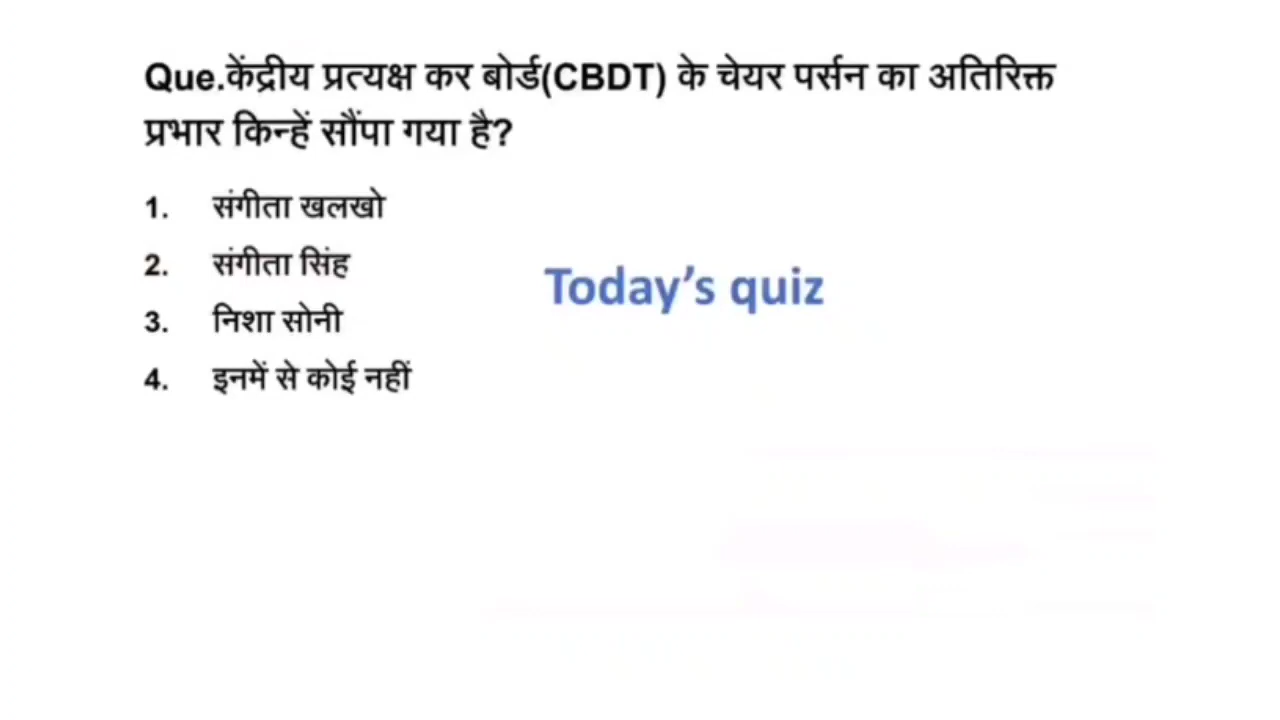 Que.केंद्रीय प्रत्यक्ष कर बोर्ड(CBDT) के चेयर पर्सन का अतिरिक्त
प्रभार किन्हें सौंपा गया है?
1. संगीता खलखो
2. संगीता सिंह
3. निशा सोनी
4. इनमें से कोई नहीं
Today's quiz